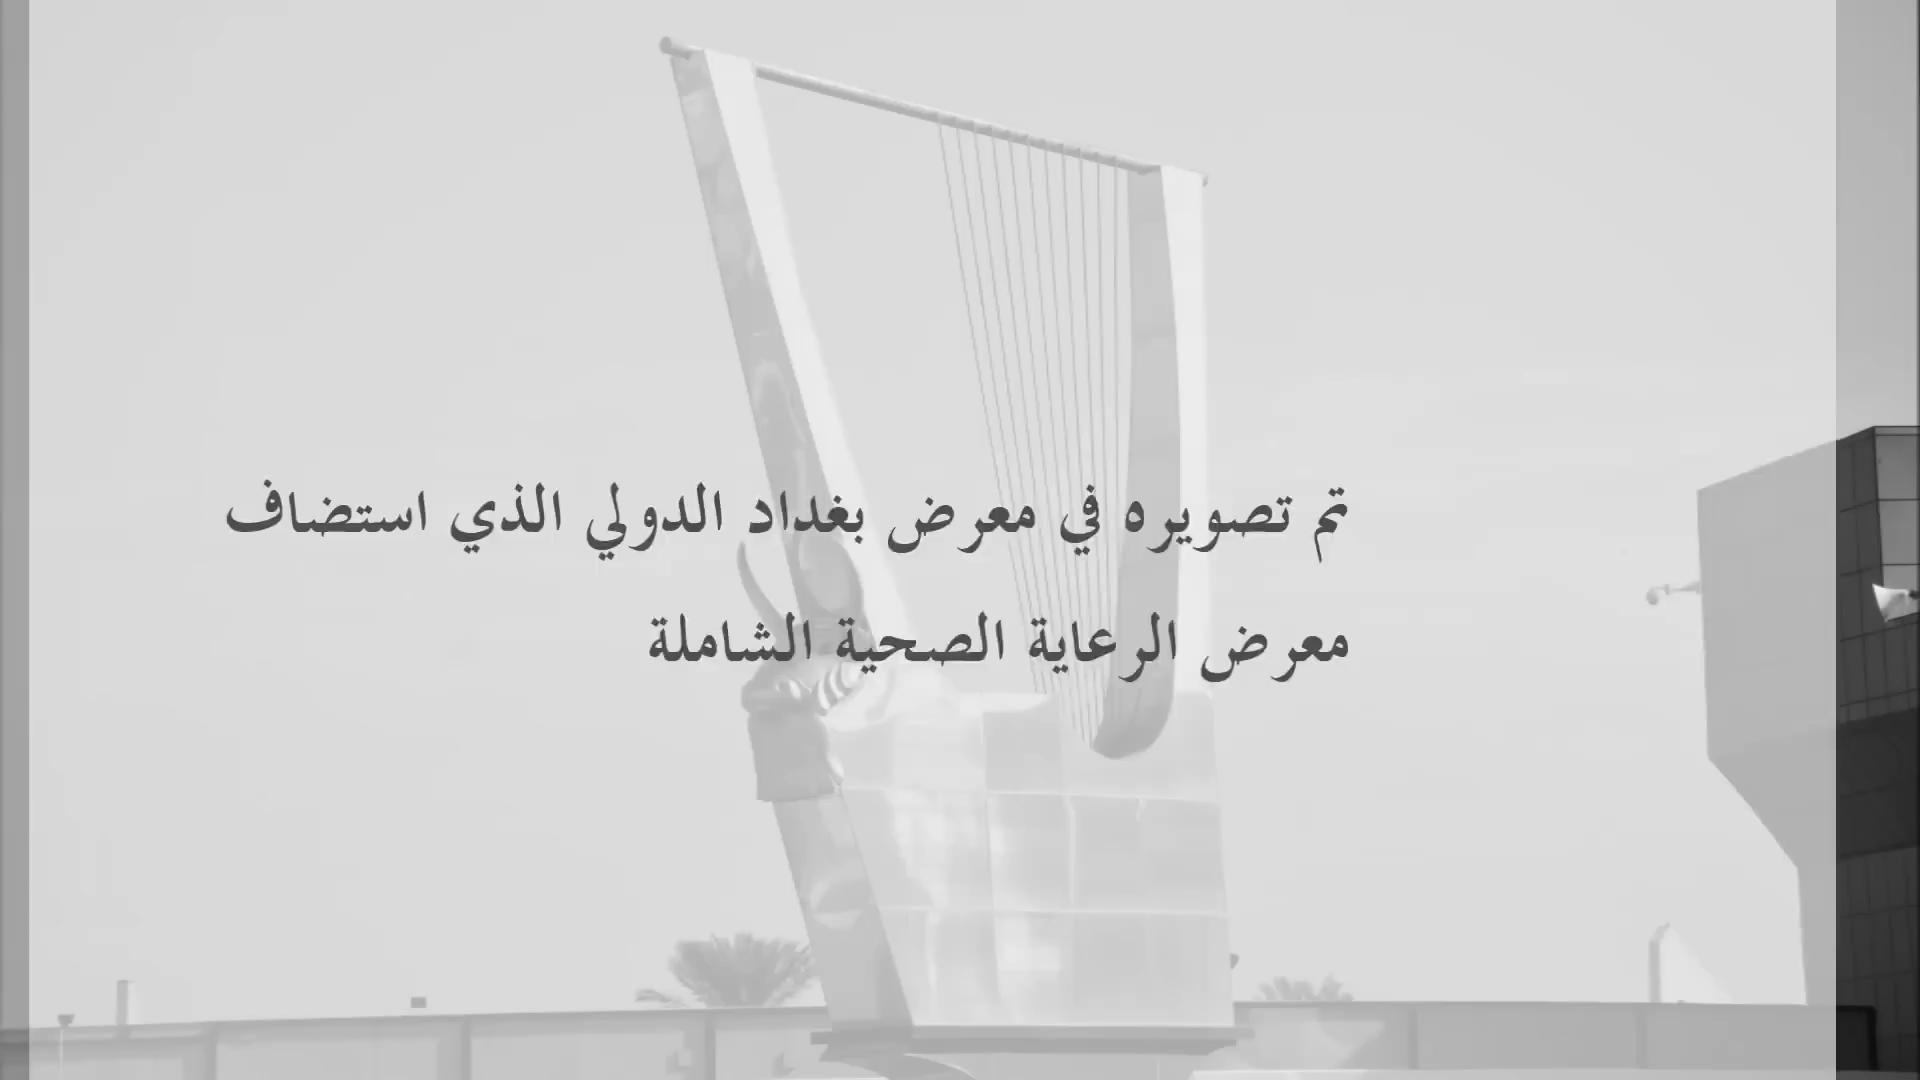 تم تصويره في معرض بغداد الدولي الذي استضاف
معرض الرعاية الصحية الشاملة